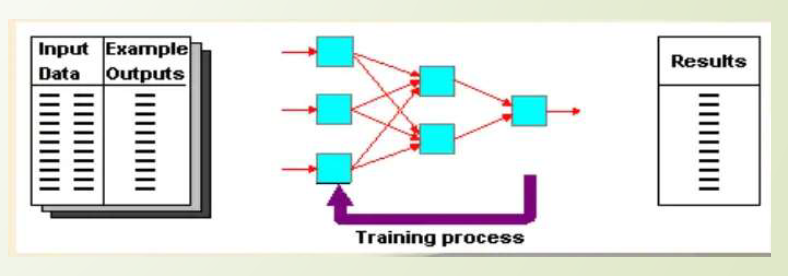 Input Data
Example Outputs
Results
Training process